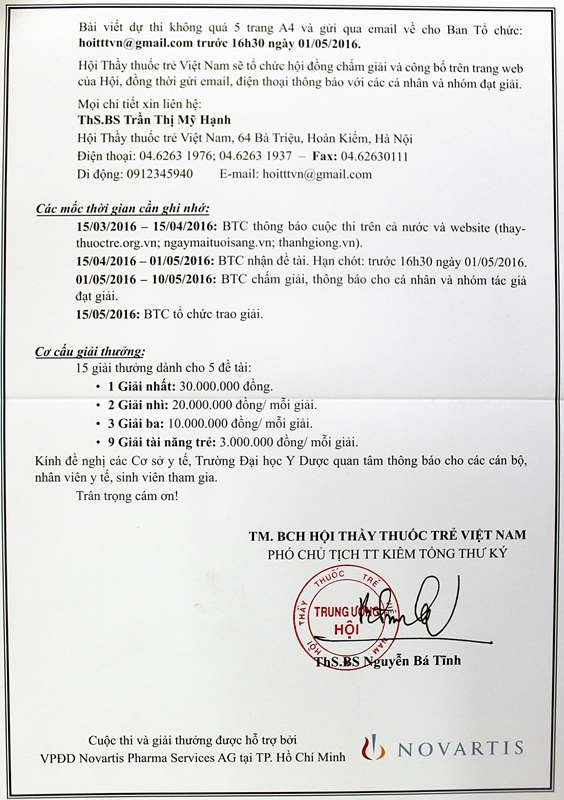 Bài viết dự thi không quá 5 trang A4 và gửi qua email về cho Ban Tổ chức:
hoitttvn@gmail.com trước 16h30 ngày 01/05/2016.
Hội Thầy thuốc trẻ Việt Nam sẽ tổ chức hội đồng chấm giải và công bố trên trang web
của Hội, đồng thời gửi email, điện thoại thông báo với các cá nhân và nhóm đạt giải.
Mọi chi tiết xin liên hệ:
ThS.BS Trần Thị Mỹ Hạnh
Hội Thầy thuốc trẻ Việt Nam, 64 Bà Triệu, Hoàn Kiếm, Hà Nội
Điện thoại: 04.6263 1976; 04.6263 1937 – Fax: 04.62630111
Di động: 0912345940 E-mail: hoitttvn@gmail.com
Các mốc thời gian cần ghi nhớ:
15/03/2016 – 15/04/2016: BTC thông báo cuộc thi trên cả nước và website (thay-
thuoctre.org.vn; ngaymaituoisang.vn; thanhgiong.vn).
15/04/2016 – 01/05/2016: BTC nhận đề tài. Hạn chót: trước 16h30 ngày 01/05/2016.
01/05/2016 – 10/05/2016: BTC chấm giải, thông báo cho cá nhân và nhóm tác giả
đạt giải.
15/05/2016: BTC tổ chức trao giải.
Cơ cấu giải thưởng:
15 giải thưởng dành cho 5 đề tài:
• 1 Giải nhất: 30.000.000 đồng.
• 2 Giải nhì: 20.000.000 đồng/ mỗi giải.
• 3 Giải ba: 10.000.000 đồng/ mỗi giải.
• 9 Giải tài năng trẻ: 3.000.000 đồng/ mỗi giải.
Kính đề nghị các Cơ sở y tế, Trường Đại học Y Dược quan tâm thông báo cho các cán bộ,
nhân viên y tế, sinh viên tham gia.
Trân trọng cám ơn!
TM. BCH HỘI THẦY THUỐC TRẺ VIỆT NAM
PHÓ CHỦ TỊCH TT KIÊM TỔNG THƯ KÝ
HỘI THẦY THUỐC TRẺ VIỆT NAM
TRUNG ƯƠNG
HỘI
ThS.BS Nguyễn Bá Tĩnh
Cuộc thi và giải thưởng được hỗ trợ bởi
VPĐD Novartis Pharma Services AG tại TP. Hồ Chí Minh
NOVARTIS